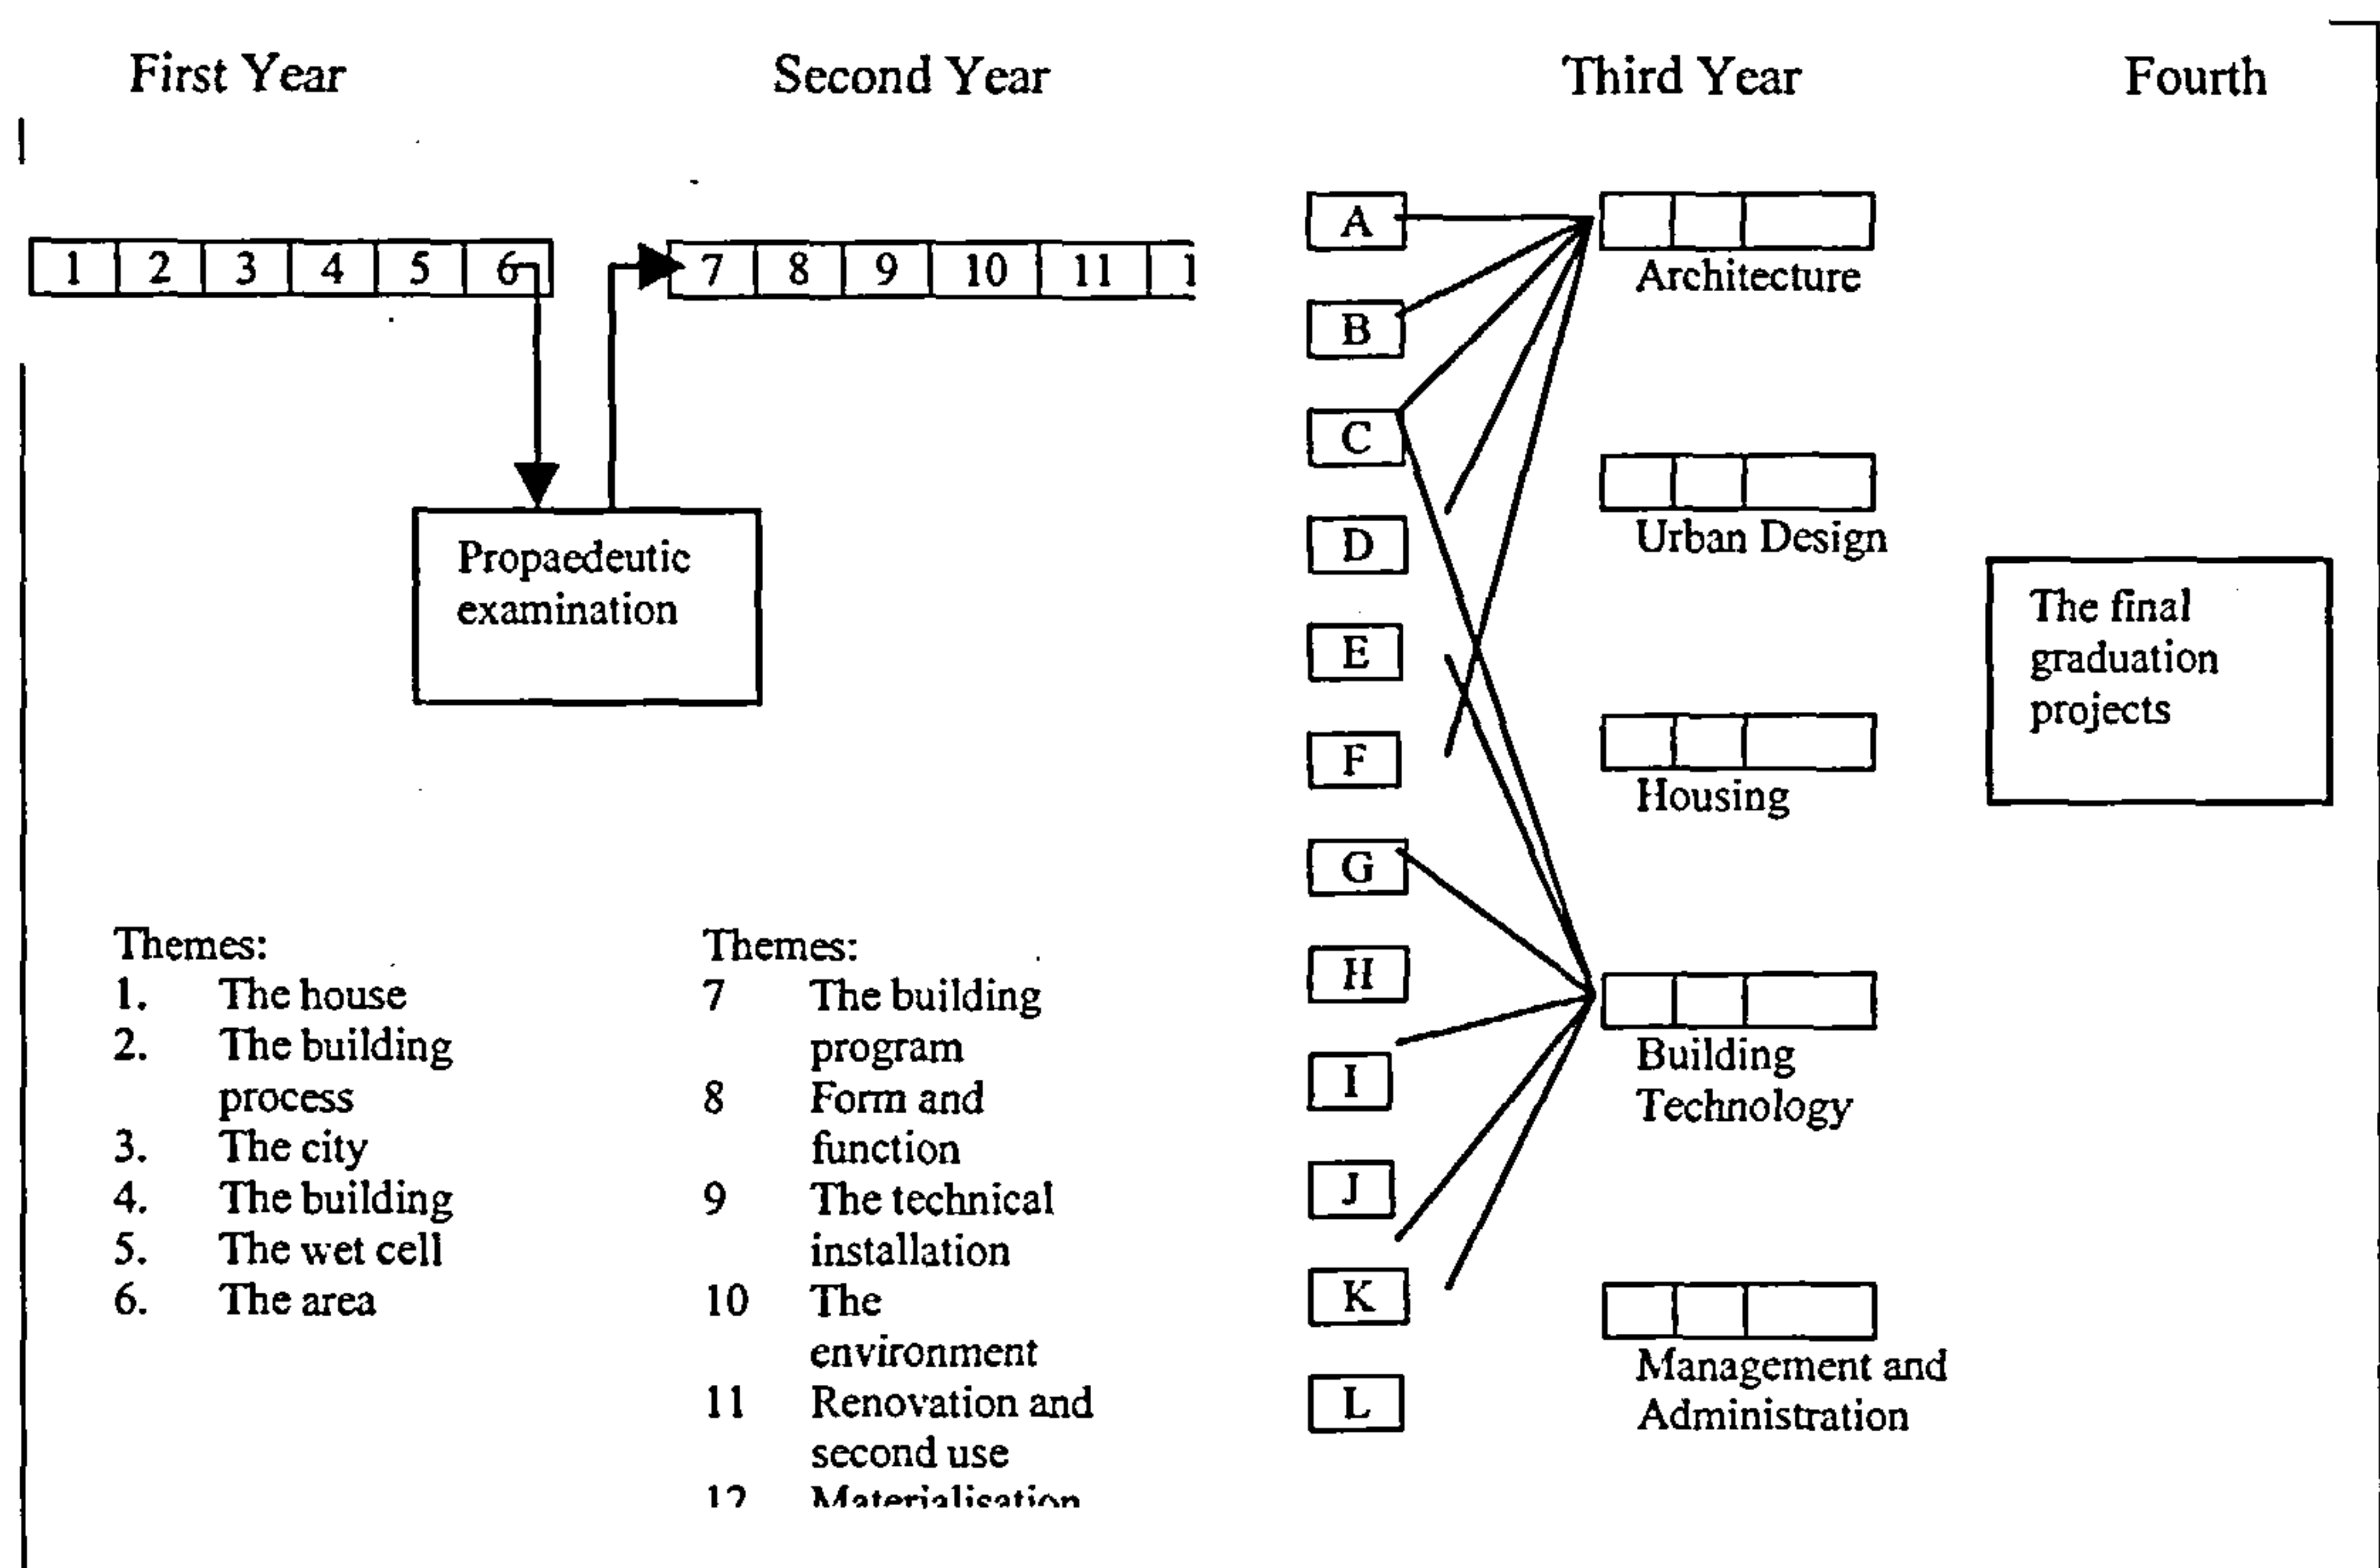 First Year
Second Year
Third Year
Fourth
1 2 3 4 5 6
7 8 9 10 11 1
Propaedeutic
examination
Themes:
1. The house
2. The building
process
3. The city
4. The building
5. The wet cell
6. The area
Themes:
7 The building
program
8 Form and
function
9 The technical
installation
10 The
environment
11 Renovation and
second use
12 Materialisation
A
B
C
D
E
F
G
H
I
J
K
L
Architecture
Urban Design
Housing
Building
Technology
Management and
Administration
The final
graduation
projects